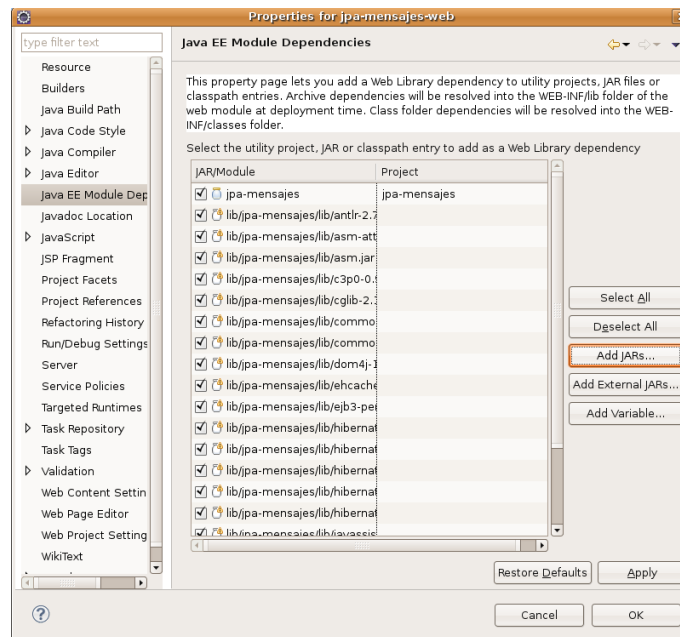 Properties for jpa-mensajes-web
type filter text
Resource
Builders
Java Build Path
Java Code Style
Java Compiler
Java Editor
Java EE Module Dep
Javadoc Location
JavaScript
JSP Fragment
Project Facets
Project References
Refactoring History
Run/Debug Settings
Server
Service Policies
Targeted Runtimes
Task Repository
Task Tags
Validation
Web Content Settin
Web Page Editor
Web Project Setting
WikiText
Java EE Module Dependencies
This property page lets you add a Web Library dependency to utility projects, JAR files or
classpath entries. Archive dependencies will be resolved into the WEB-INF/lib folder of the
web module at deployment time. Class folder dependencies will be resolved into the WEB-
INF/classes folder.
Select the utility project, JAR or classpath entry to add as a Web Library dependency
JAR/Module Project
jpa-mensajes jpa-mensajes
lib/jpa-mensajes/lib/antlr-2.7
lib/jpa-mensajes/lib/asm-att
lib/jpa-mensajes/lib/asm.jar
lib/jpa-mensajes/lib/c3p0-0.9
lib/jpa-mensajes/lib/cglib-2.1
lib/jpa-mensajes/lib/commo
lib/jpa-mensajes/lib/commo
lib/jpa-mensajes/lib/dom4j-1
lib/jpa-mensajes/lib/ehcache
lib/jpa-mensajes/lib/ejb3-per
lib/jpa-mensajes/lib/hibernat
lib/jpa-mensajes/lib/hibernat
lib/jpa-mensajes/lib/hibernat
lib/jpa-mensajes/lib/hibernat
lib/jpa-mensajes/lib/javassis
Select All
Deselect All
Add JARs...
Add External JARs...
Add Variable...
Restore Defaults Apply
Cancel OK